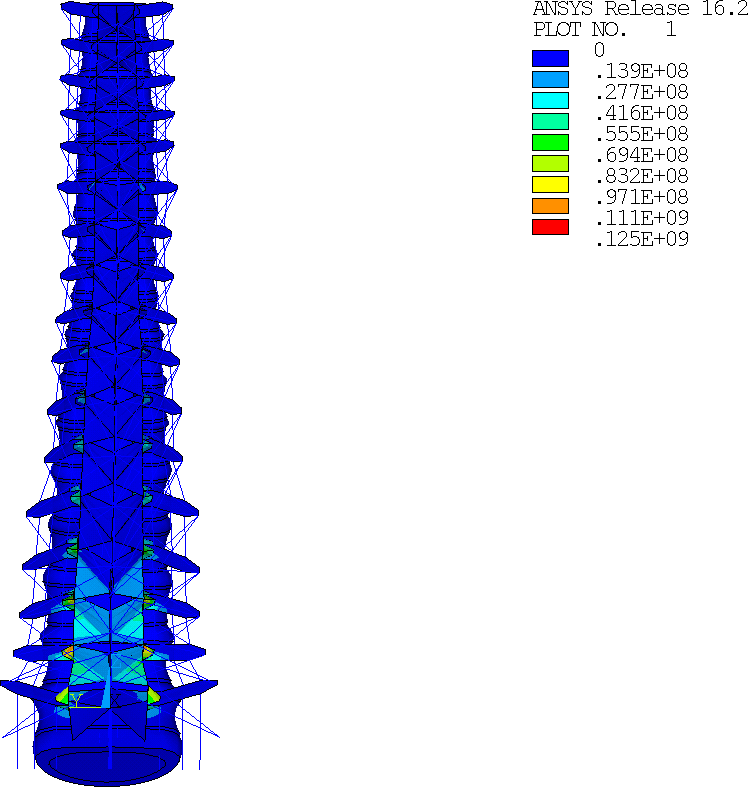 ANSYS Release 16.2
PLOT NO. 1
0
.139E+08
.277E+08
.416E+08
.555E+08
.694E+08
.832E+08
.971E+08
.111E+09
.125E+09
Y